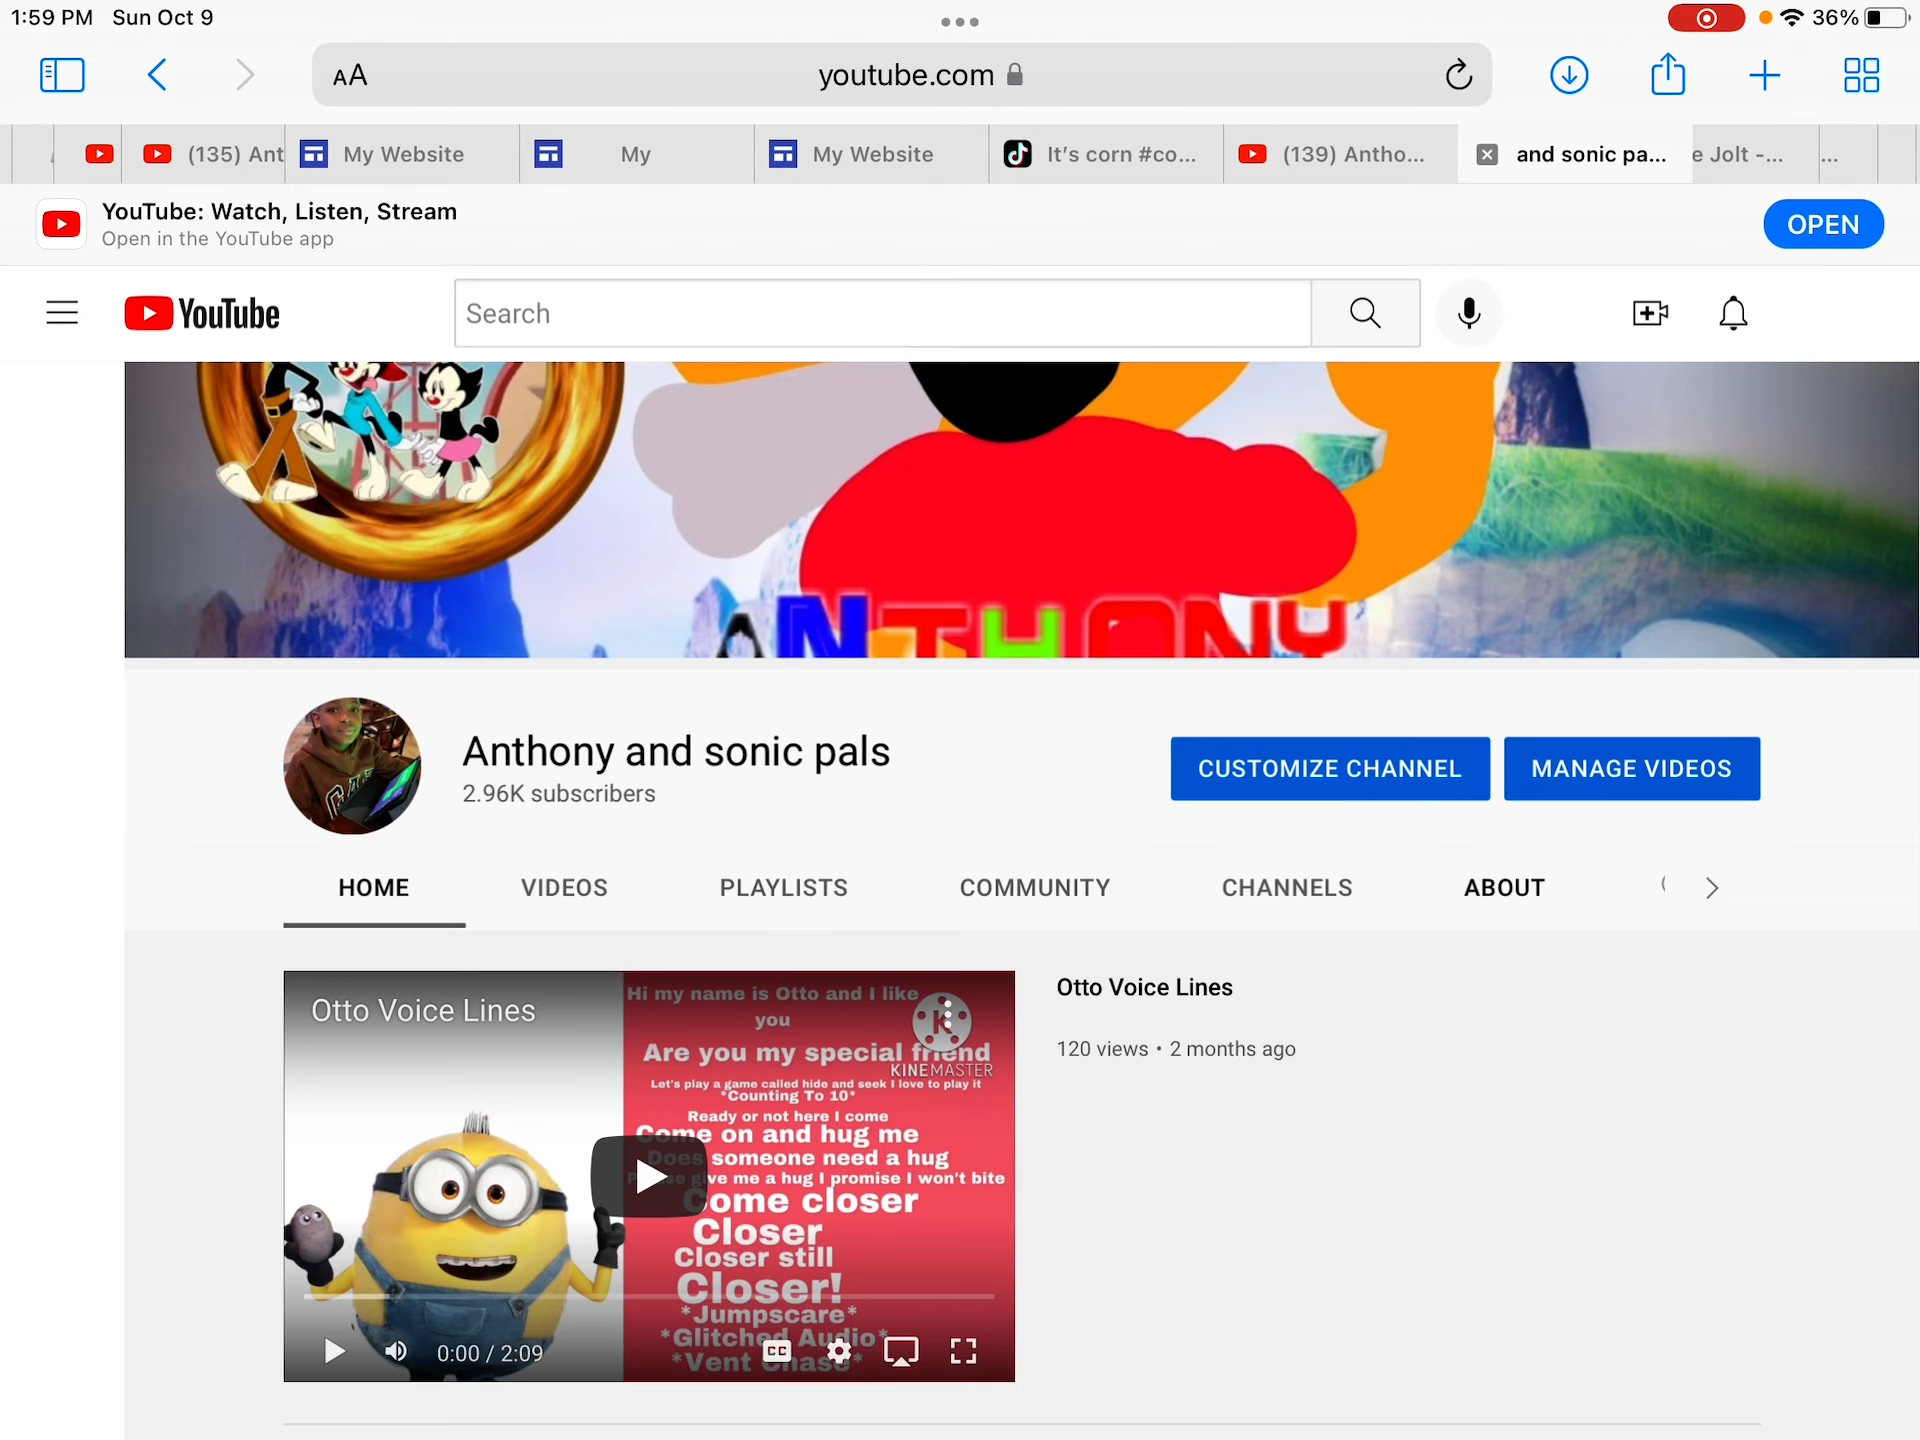 1:59 PM Sun Oct 9
36%
AA
youtube.com
(135) Ant
My Website
My
My Website
It's corn #co...
(139) Antho...
and sonic pa...
e Jolt -...
...
YouTube: Watch, Listen, Stream
Open in the YouTube app
OPEN
YouTube
Search
ANTHONY
Anthony and sonic pals
2.96K subscribers
CUSTOMIZE CHANNEL
MANAGE VIDEOS
HOME
VIDEOS
PLAYLISTS
COMMUNITY
CHANNELS
ABOUT
Otto Voice Lines
Hi my name is Otto and I like
you
Are you my special friend
KINEMASTER
Let's play a game called hide and seek I love to play it
*Counting To 10*
Ready or not here I come
Come on and hug me
Does someone need a hug
give me a hug I promise I won't bite
Come closer
Closer
Closer still
Closer!
*Jumpscare*
*Glitched Audio*
*Vent Chase*
0:00 / 2:09
CC
Otto Voice Lines
120 views • 2 months ago